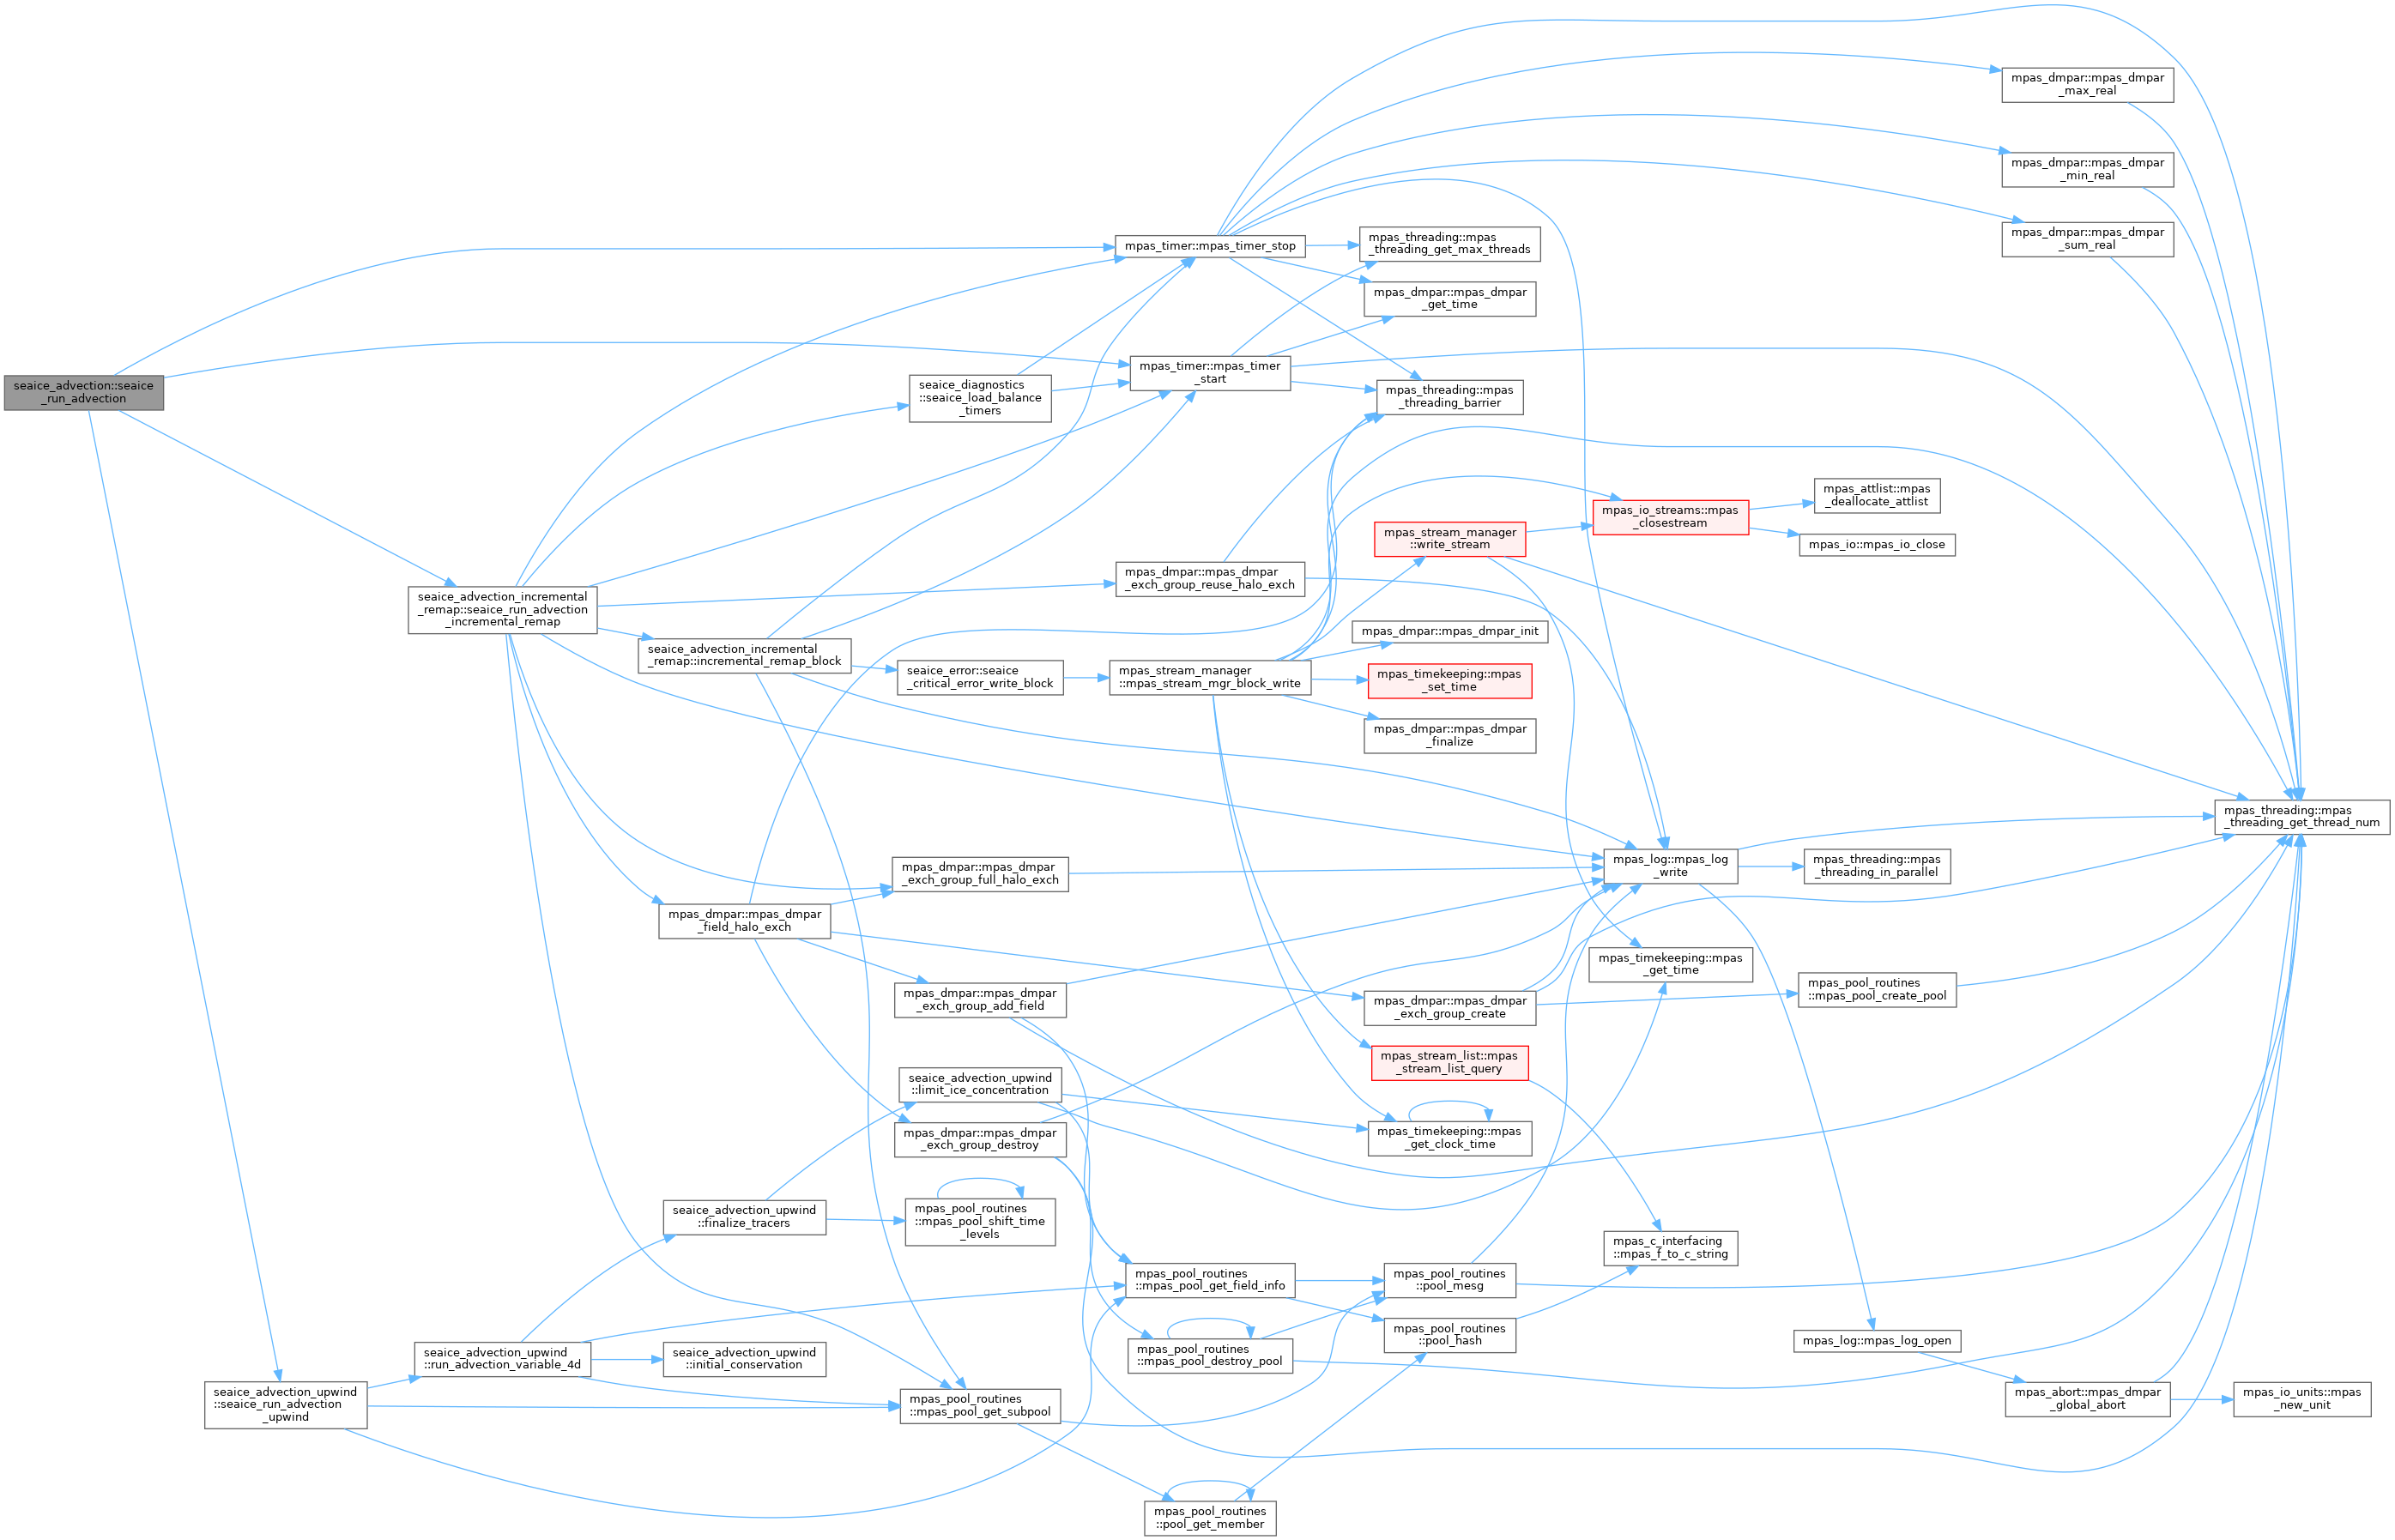 seaice_advection::seaice
_run_advection
seaice_advection_incremental
_remap::seaice_run_advection
_incremental_remap
seaice_advection_upwind
::seaice_run_advection
_upwind
seaice_advection_upwind
::run_advection_variable_4d
seaice_advection_incremental
_remap::incremental_remap_block
mpas_dmpar::mpas_dmpar
_field_halo_exch
seaice_advection_upwind
::finalize_tracers
seaice_advection_upwind
::initial_conservation
seaice_diagnostics
::seaice_load_balance
_timers
seaice_error::seaice
_critical_error_write_block
mpas_dmpar::mpas_dmpar
_exch_group_full_halo_exch
mpas_dmpar::mpas_dmpar
_exch_group_add_field
seaice_advection_upwind
::limit_ice_concentration
mpas_dmpar::mpas_dmpar
_exch_group_destroy
mpas_pool_routines
::mpas_pool_shift_time
_levels
mpas_pool_routines
::mpas_pool_get_subpool
mpas_timer::mpas_timer_stop
mpas_timer::mpas_timer
_start
mpas_dmpar::mpas_dmpar
_exch_group_reuse_halo_exch
mpas_stream_manager
::mpas_stream_mgr_block_write
mpas_pool_routines
::mpas_pool_get_field_info
mpas_pool_routines
::mpas_pool_destroy_pool
mpas_pool_routines
::pool_get_member
mpas_threading::mpas
_threading_get_max_threads
mpas_dmpar::mpas_dmpar
_get_time
mpas_threading::mpas
_threading_barrier
mpas_stream_manager
::write_stream
mpas_dmpar::mpas_dmpar_init
mpas_timekeeping::mpas
_set_time
mpas_dmpar::mpas_dmpar
_finalize
mpas_dmpar::mpas_dmpar
_exch_group_create
mpas_stream_list::mpas
_stream_list_query
mpas_timekeeping::mpas
_get_clock_time
mpas_pool_routines
::pool_mesg
mpas_pool_routines
::pool_hash
mpas_io_streams::mpas
_closestream
mpas_log::mpas_log
_write
mpas_timekeeping::mpas
_get_time
mpas_c_interfacing
::mpas_f_to_c_string
mpas_attlist::mpas
_deallocate_attlist
mpas_io::mpas_io_close
mpas_threading::mpas
_threading_in_parallel
mpas_pool_routines
::mpas_pool_create_pool
mpas_log::mpas_log_open
mpas_dmpar::mpas_dmpar
_max_real
mpas_dmpar::mpas_dmpar
_min_real
mpas_dmpar::mpas_dmpar
_sum_real
mpas_abort::mpas_dmpar
_global_abort
mpas_threading::mpas
_threading_get_thread_num
mpas_io_units::mpas
_new_unit